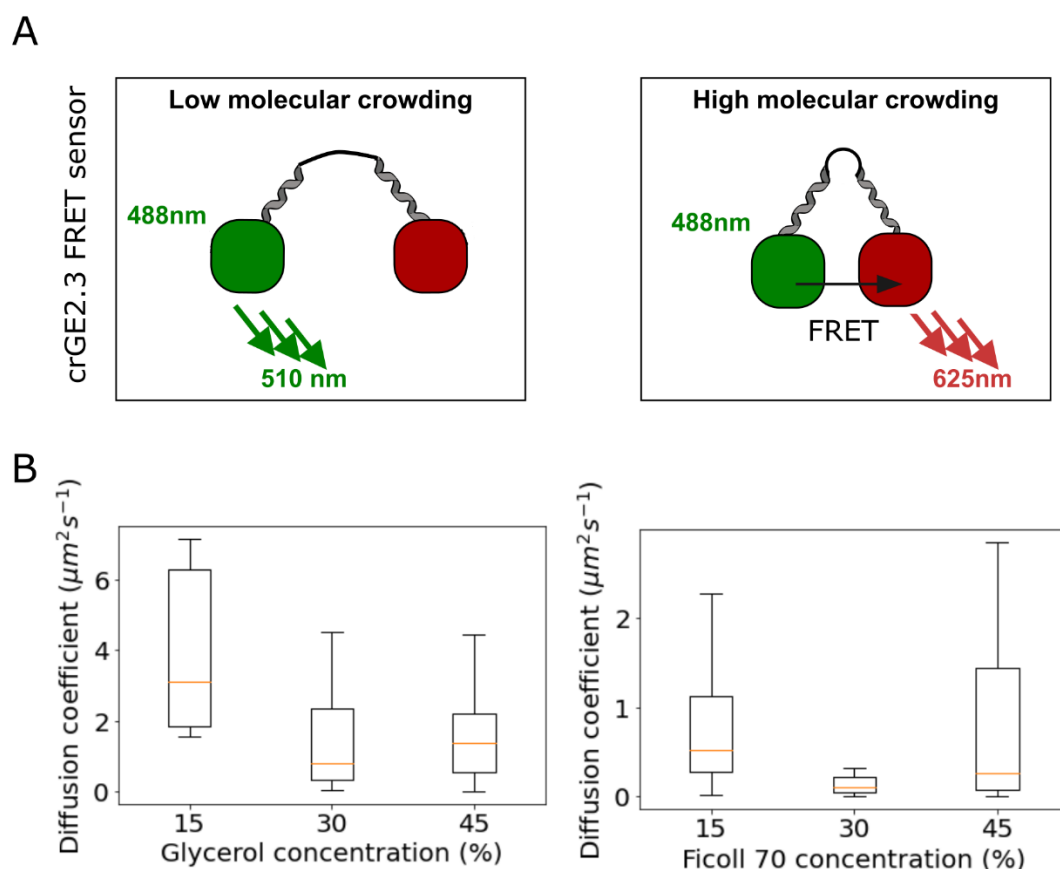 A
crGE2.3 FRET sensor
Low molecular crowding
488nm
510 nm
High molecular crowding
488nm
FRET
625nm
B
Diffusion coefficient (μm²s⁻¹)
6
4
2
0
15 30 45
Glycerol concentration (%)
Diffusion coefficient (μm²s⁻¹)
2
1
0
15 30 45
Ficoll 70 concentration (%)